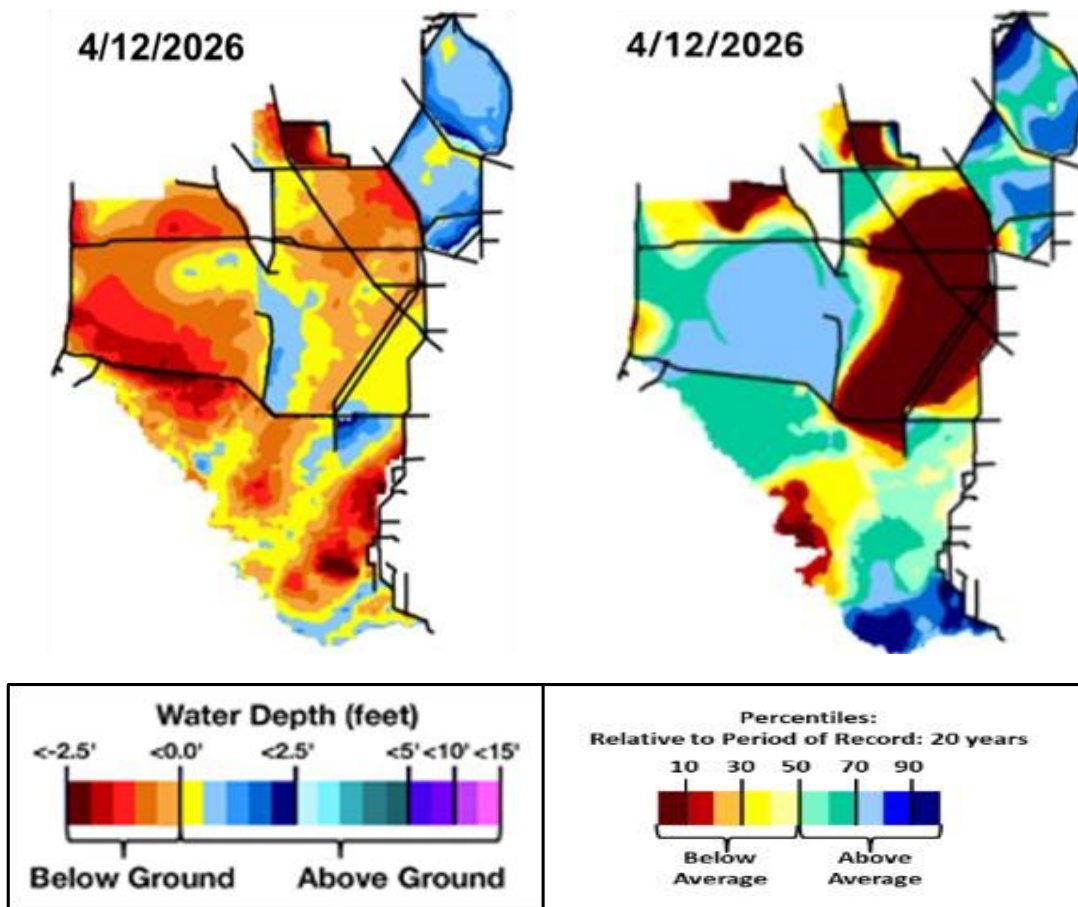 4/12/2026
4/12/2026
Water Depth (feet)
<-2.5' <0.0' <2.5' <5' <10' <15'
Below Ground Above Ground
Percentiles:
Relative to Period of Record: 20 years
10 30 50 70 90
Below Above
Average Average